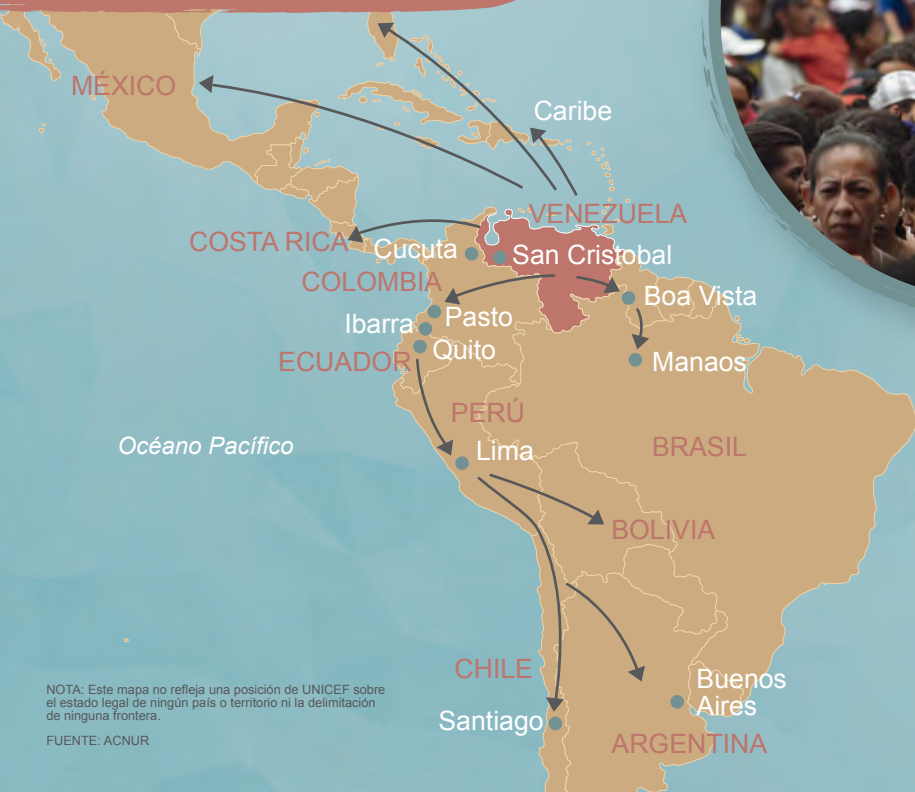 MÉXICO
Caribe
VENEZUELA
COSTA RICA
Cucuta
San Cristobal
COLOMBIA
Boa Vista
Pasto
Ibarra
Quito
ECUADOR
Manaos
PERÚ
Océano Pacífico
Lima
BRASIL
BOLIVIA
CHILE
Buenos
Aires
Santiago
ARGENTINA
NOTA: Este mapa no refleja una posición de UNICEF sobre
el estado legal de ningún país o territorio ni la delimitación
de ninguna frontera.
FUENTE: ACNUR